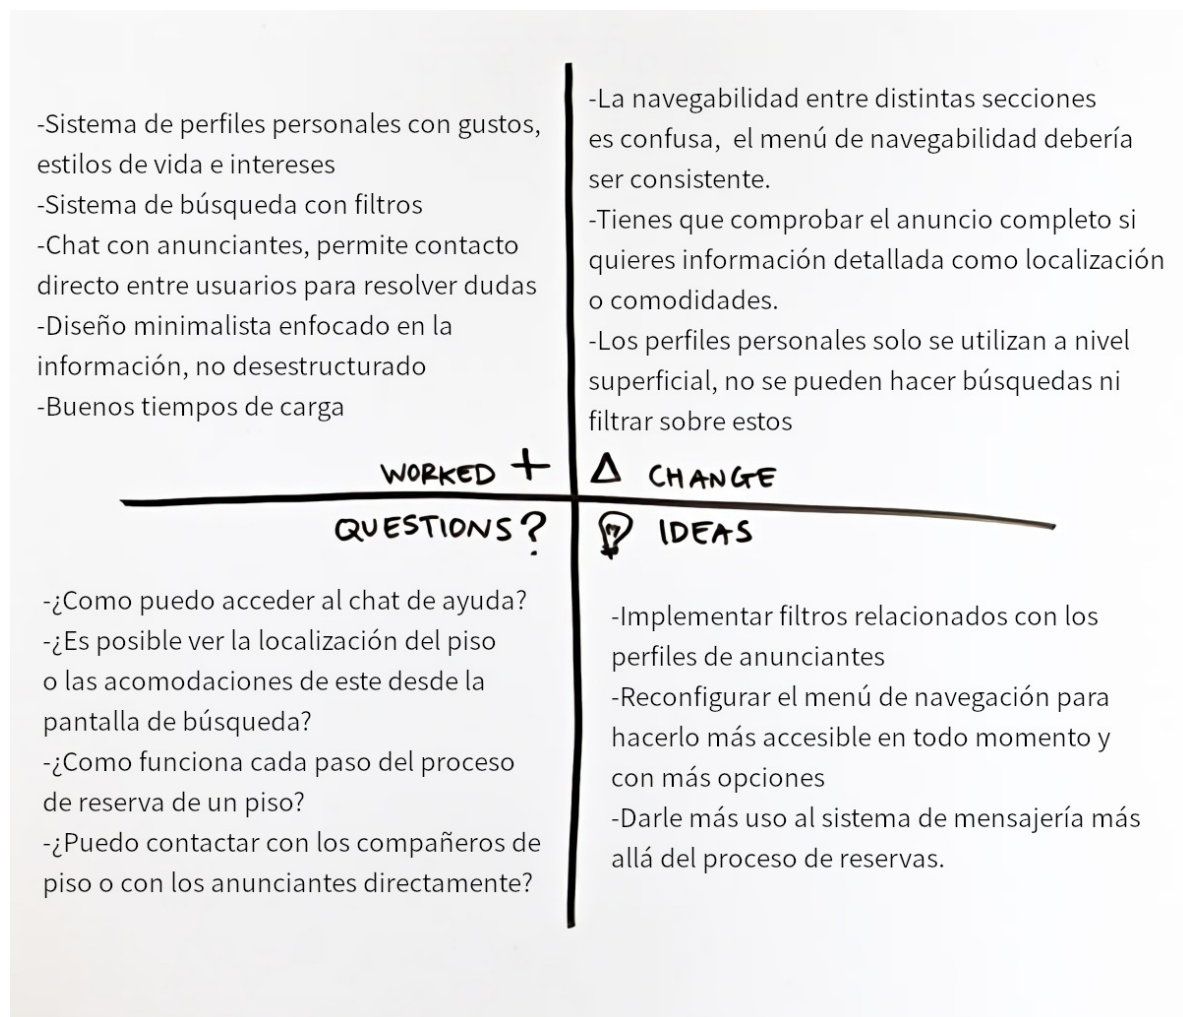 -Sistema de perfiles personales con gustos,
estilos de vida e intereses
-Sistema de búsqueda con filtros
-Chat con anunciantes, permite contacto
directo entre usuarios para resolver dudas
-Diseño minimalista enfocado en la
información, no desestructurado
-Buenos tiempos de carga
WORKED +
-La navegabilidad entre distintas secciones
es confusa,  el menú de navegabilidad debería
ser consistente.
-Tienes que comprobar el anuncio completo si
quieres información detallada como localización
o comodidades.
-Los perfiles personales solo se utilizan a nivel
superficial, no se pueden hacer búsquedas ni
filtrar sobre estos
Δ CHANGE
QUESTIONS?
-¿Como puedo acceder al chat de ayuda?
-¿Es posible ver la localización del piso
o las acomodaciones de este desde la
pantalla de búsqueda?
-¿Como funciona cada paso del proceso
de reserva de un piso?
-¿Puedo contactar con los compañeros de
piso o con los anunciantes directamente?
IDEAS
-Implementar filtros relacionados con los
perfiles de anunciantes
-Reconfigurar el menú de navegación para
hacerlo más accesible en todo momento y
con más opciones
-Darle más uso al sistema de mensajería más
allá del proceso de reservas.